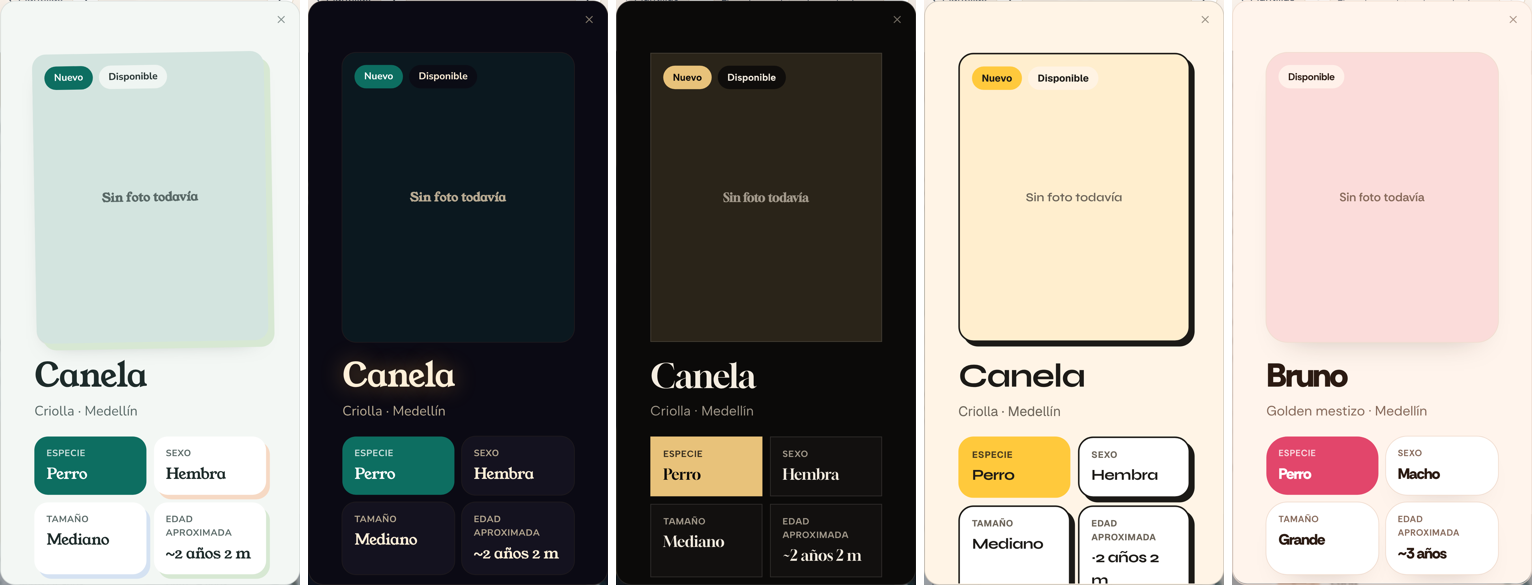 ×
Nuevo
Disponible
Sin foto todavía
Canela
Criolla · Medellín
ESPECIE
Perro
SEXO
Hembra
TAMAÑO
Mediano
EDAD
APROXIMADA
~2 años 2 m
×
Nuevo
Disponible
Sin foto todavía
Canela
Criolla · Medellín
ESPECIE
Perro
SEXO
Hembra
TAMAÑO
Mediano
EDAD
APROXIMADA
~2 años 2 m
×
Nuevo
Disponible
Sin foto todavía
Canela
Criolla · Medellín
ESPECIE
Perro
SEXO
Hembra
TAMAÑO
Mediano
EDAD
APROXIMADA
~2 años 2 m
×
Nuevo
Disponible
Sin foto todavía
Canela
Criolla · Medellín
ESPECIE
Perro
SEXO
Hembra
TAMAÑO
Mediano
EDAD
APROXIMADA
~2 años 2
m
×
Disponible
Sin foto todavía
Bruno
Golden mestizo · Medellín
ESPECIE
Perro
SEXO
Macho
TAMAÑO
Grande
EDAD
APROXIMADA
~3 años